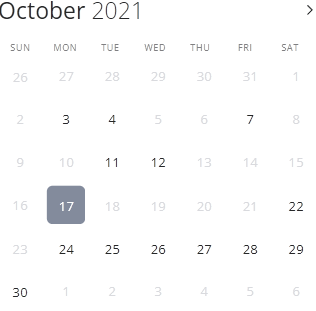 October 2021
SUN MON TUE WED THU FRI SAT
26 27 28 29 30 31 1
2 3 4 5 6 7 8
9 10 11 12 13 14 15
16 17 18 19 20 21 22
23 24 25 26 27 28 29
30 1 2 3 4 5 6